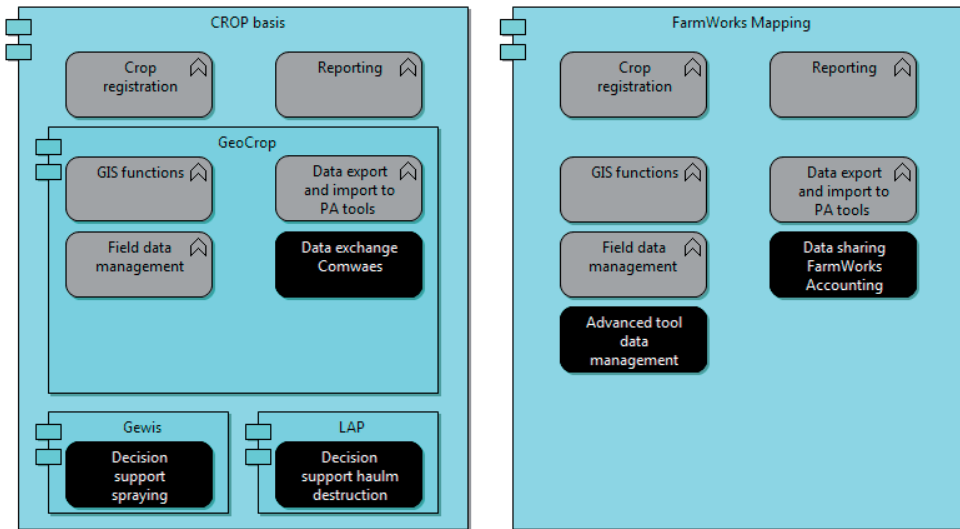 CROP basis
Crop
registration
Reporting
GeoCrop
GIS functions
Data export
and import to
PA tools
Field data
management
Data exchange
Comwaes
Gewis
Decision
support
spraying
LAP
Decision
support haulm
destruction
FarmWorks Mapping
Crop
registration
Reporting
GIS functions
Data export
and import to
PA tools
Field data
management
Data sharing
FarmWorks
Accounting
Advanced tool
data
management